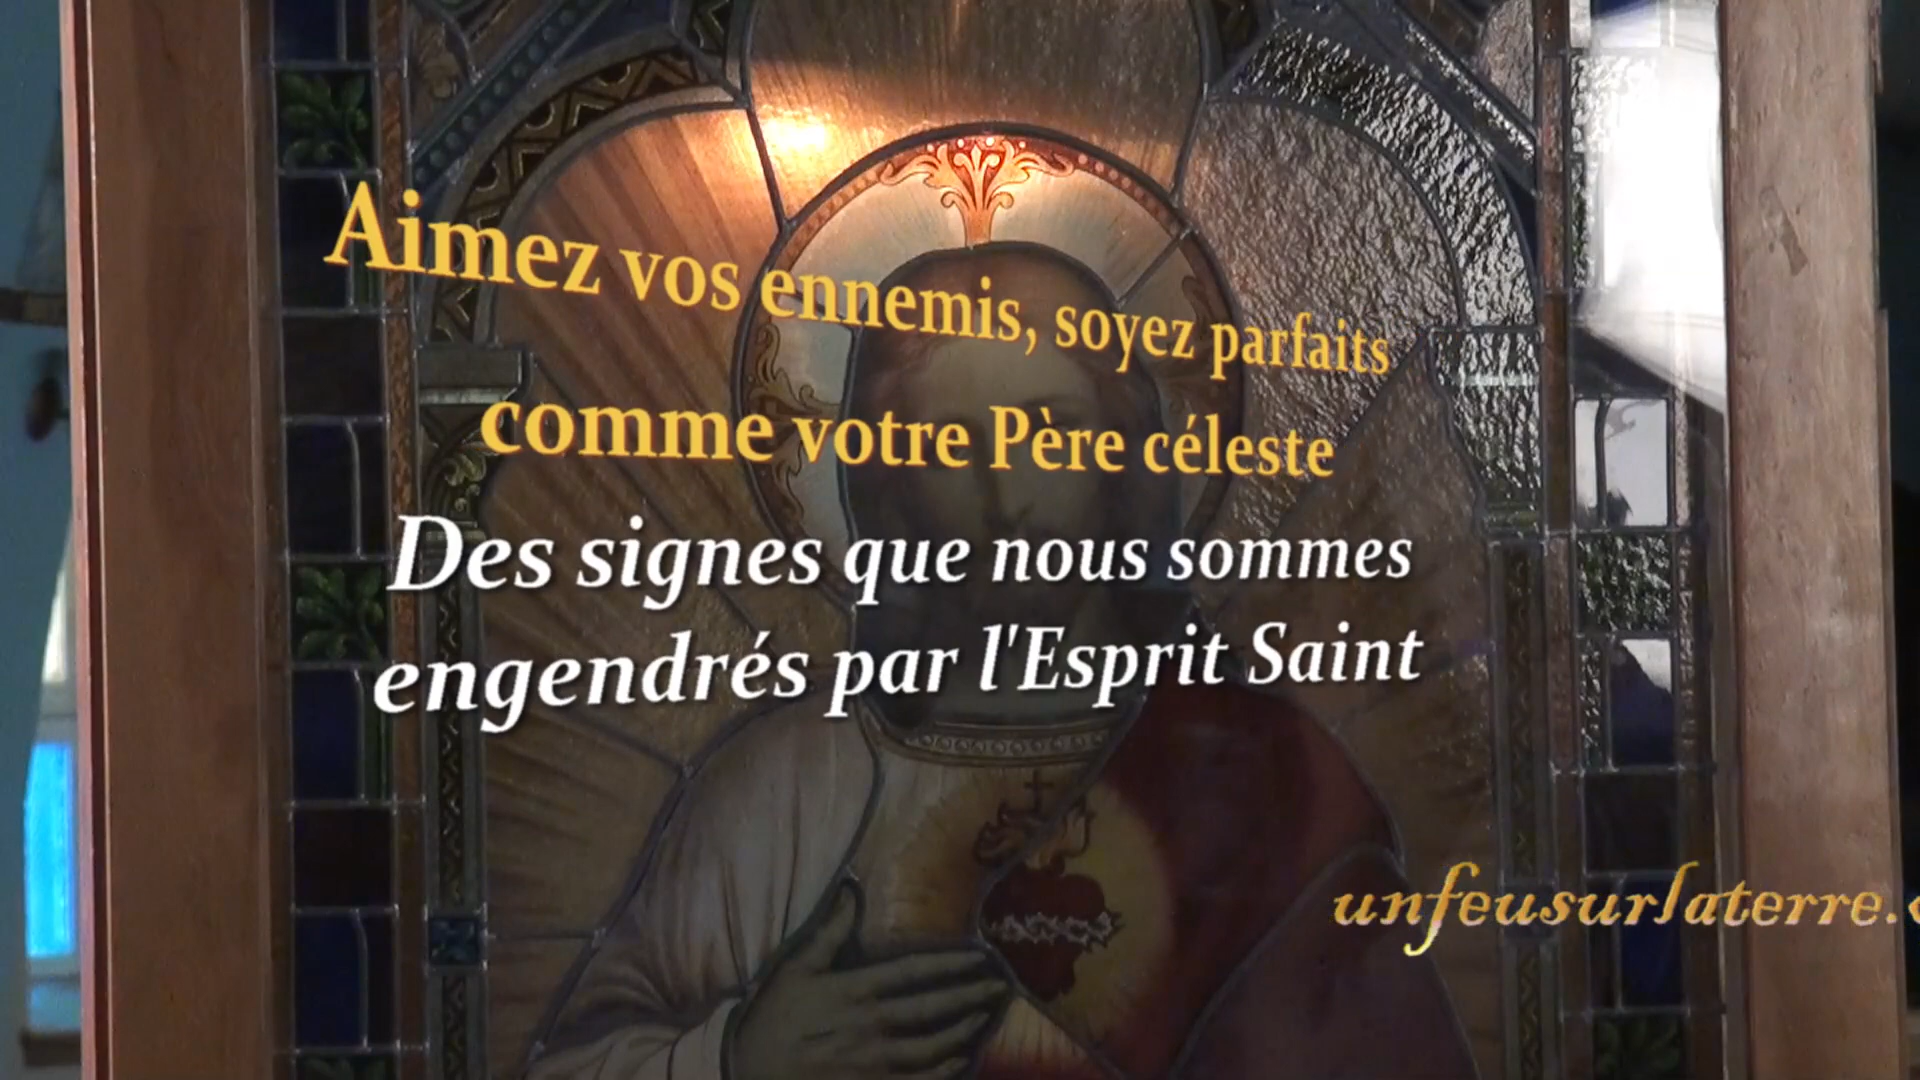 Aimez vos ennemis, soyez parfaits
comme votre Père céleste
Des signes que nous sommes
engendrés par l'Esprit Saint
unfeusurlaterre.